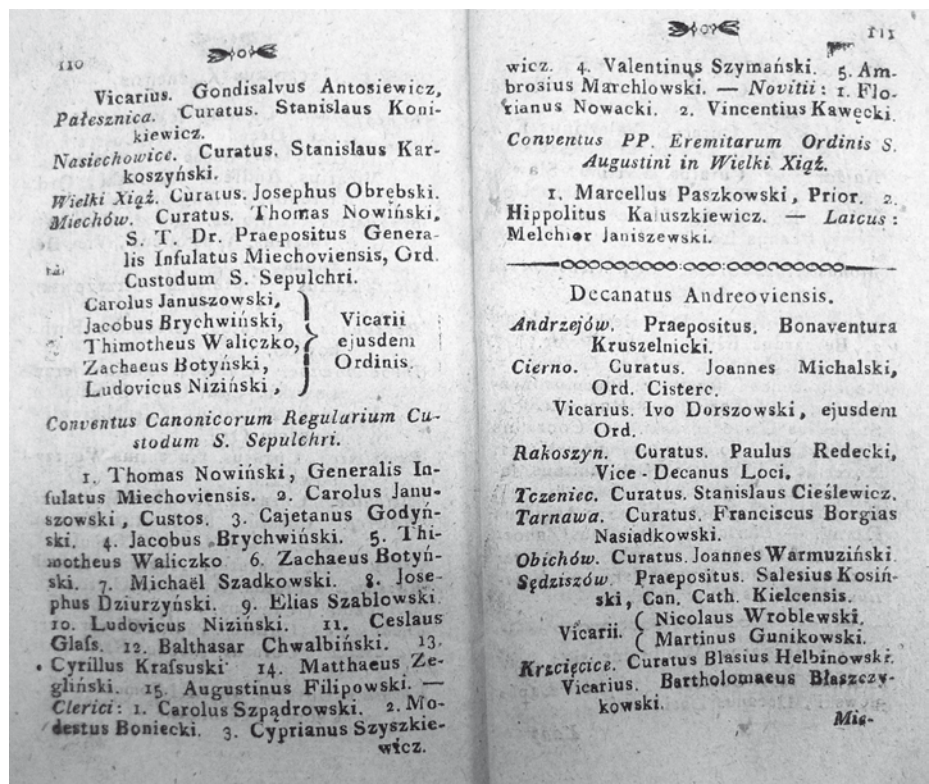 110
Vicarius. Gondisalvus Antosiewicz,
Pałesznica. Curatus. Stanislaus Koni-
kiewicz.
Nasiechowice. Curatus. Stanislaus Kar-
koszyński.
Wielki Xiąż. Curatus. Josephus Obrębski.
Miechów. Curatus. Thomas Nowiński,
S. T. Dr. Praepositus Genera-
lis Infulatus Miechoviensis, Ord.
Custodum S. Sepulchri.
Carolus Januszowski,
Jacobus Brychwiński,
Thimotheus Waliczko,
Zachaeus Botyński,
Ludovicus Niziński,
Vicarii
ejusdem
Ordinis
Conventus Canonicorum Regularium Cu-
stodum S. Sepulchri.
1. Thomas Nowiński, Generalis In-
fulatus Miechoviensis. 2. Carolus Janu-
szowski, Custos. 3. Cajetanus Godyń-
ski. 4. Jacobus Brychwiński. 5. Thi-
motheus Waliczko 6. Zachaeus Botyń-
ski. 7. Michaël Szadkowski. 8. Jose-
phus Dziurzyński. 9. Elias Szablowski.
10. Ludovicus Niziński. 11. Ceslaus
Glaſs. 12. Balthasar Chwalbiński. 13.
Cyrillus Kraſsuski 14. Matthaeus Ze-
gliński. 15. Augustinus Filipowski. —
Clerici: 1. Carolus Szpądrowski. 2. Mo-
destus Boniecki. 3. Cyprianus Szyszkie-
wicz.
111
wicz. 4. Valentinus Szymański. 5. Am-
brosius Marchlowski. — Novitii: 1. Flo-
rianus Nowacki. 2. Vincentius Kawęcki.
Conventus PP. Eremitarum Ordinis S.
Augustini in Wielki Xiąż.
1. Marcellus Paszkowski, Prior. 2.
Hippolitus Kaluszkiewicz. — Laicus:
Melchior Janiszewski.
Decanatus Andreoviensis.
Andrzejów. Praepositus. Bonaventura
Kruszelnicki.
Cierno. Curatus. Joannes Michalski,
Ord. Cisterc.
Vicarius. Ivo Dorszowski, ejusdem
Ord.
Rakoszyn. Curatus. Paulus Redecki,
Vice-Decanus Loci.
Tczeniec. Curatus. Stanislaus Cieślewicz.
Tarnawa. Curatus. Franciscus Borgias
Nasiadkowski.
Obichów. Curatus. Joannes Warmuziński.
Sędziszów. Praepositus. Salesius Kosiń-
ski, Can. Cath. Kielcensis.
Vicarii. Nicolaus Wroblewski.
Martinus Gunikowski.
Krzcięcice. Curatus Blasius Helbinowski.
Vicarius. Bartholomaeus Błaszczy-
kowski.
Mie-